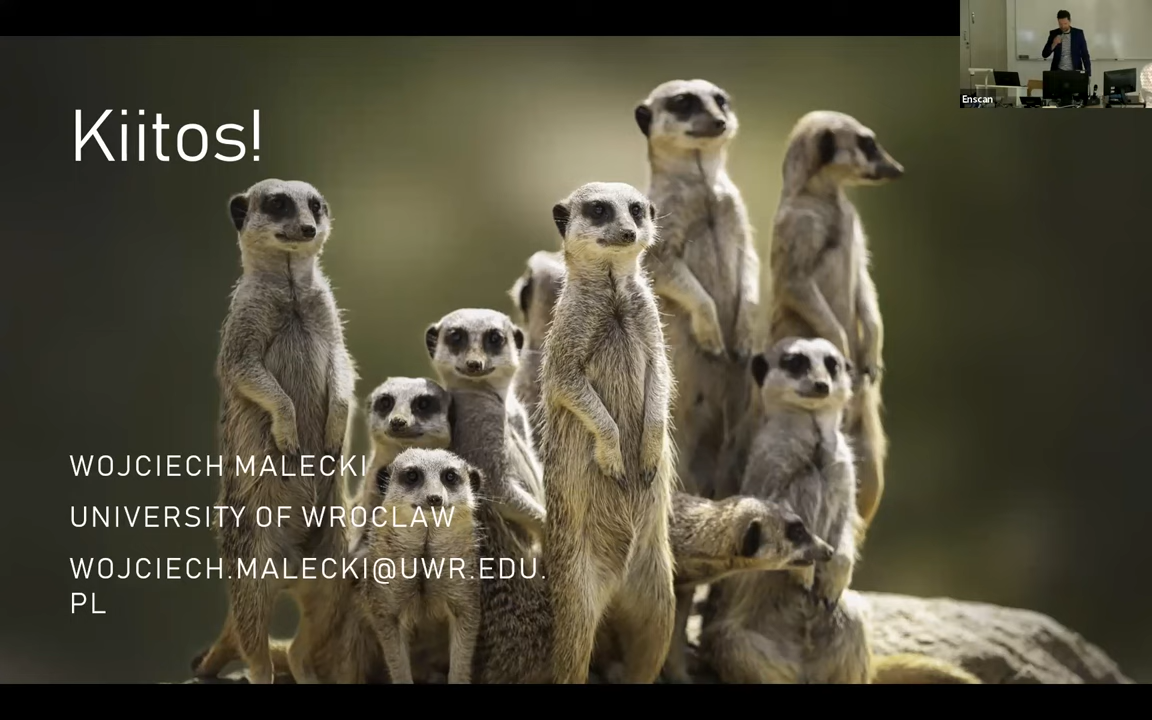 Kiitos!
WOJCIECH MALECKI
UNIVERSITY OF WROCLAW
WOJCIECH.MALECKI@UWR.EDU.
PL
Enscan